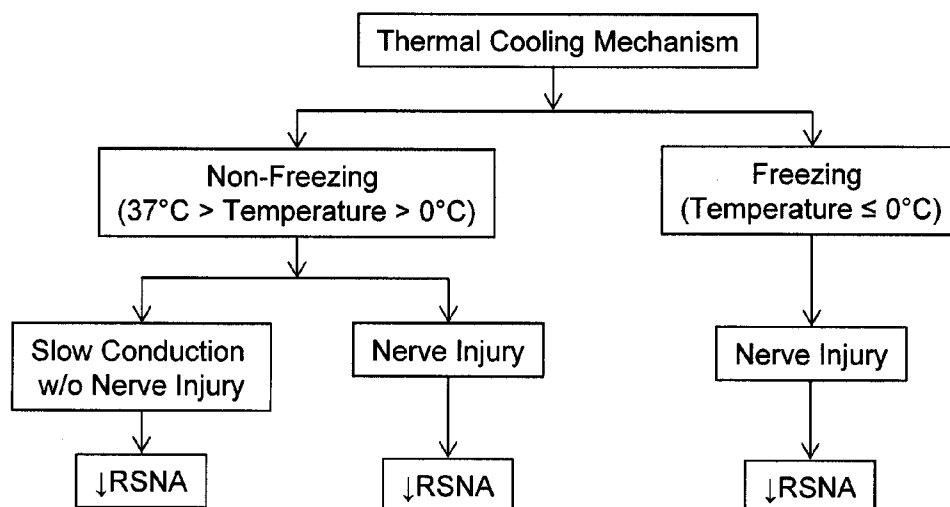 Thermal Cooling Mechanism
Non-Freezing
(37°C > Temperature > 0°C)
Freezing
(Temperature ≤ 0°C)
Slow Conduction
w/o Nerve Injury
Nerve Injury
Nerve Injury
↓RSNA
↓RSNA
↓RSNA